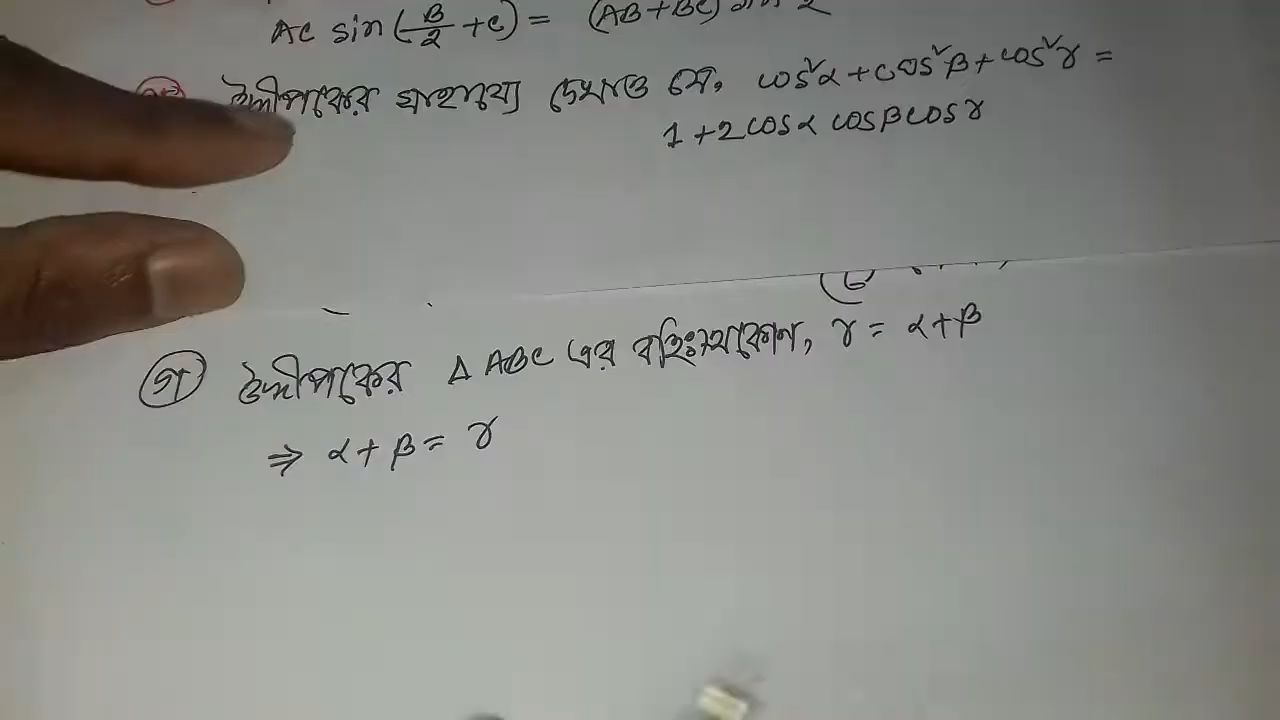 AC sin(B/2 + C) = (AB+BC) sin
উদ্দীপকের সাহায্যে দেখাও যে, cos²α + cos²β + cos²γ =
1 + 2cosα cosβ cosγ
গ উদ্দীপকের Δ ABC এর বহিঃস্থকোন, γ = α + β
⇒ α + β = γ